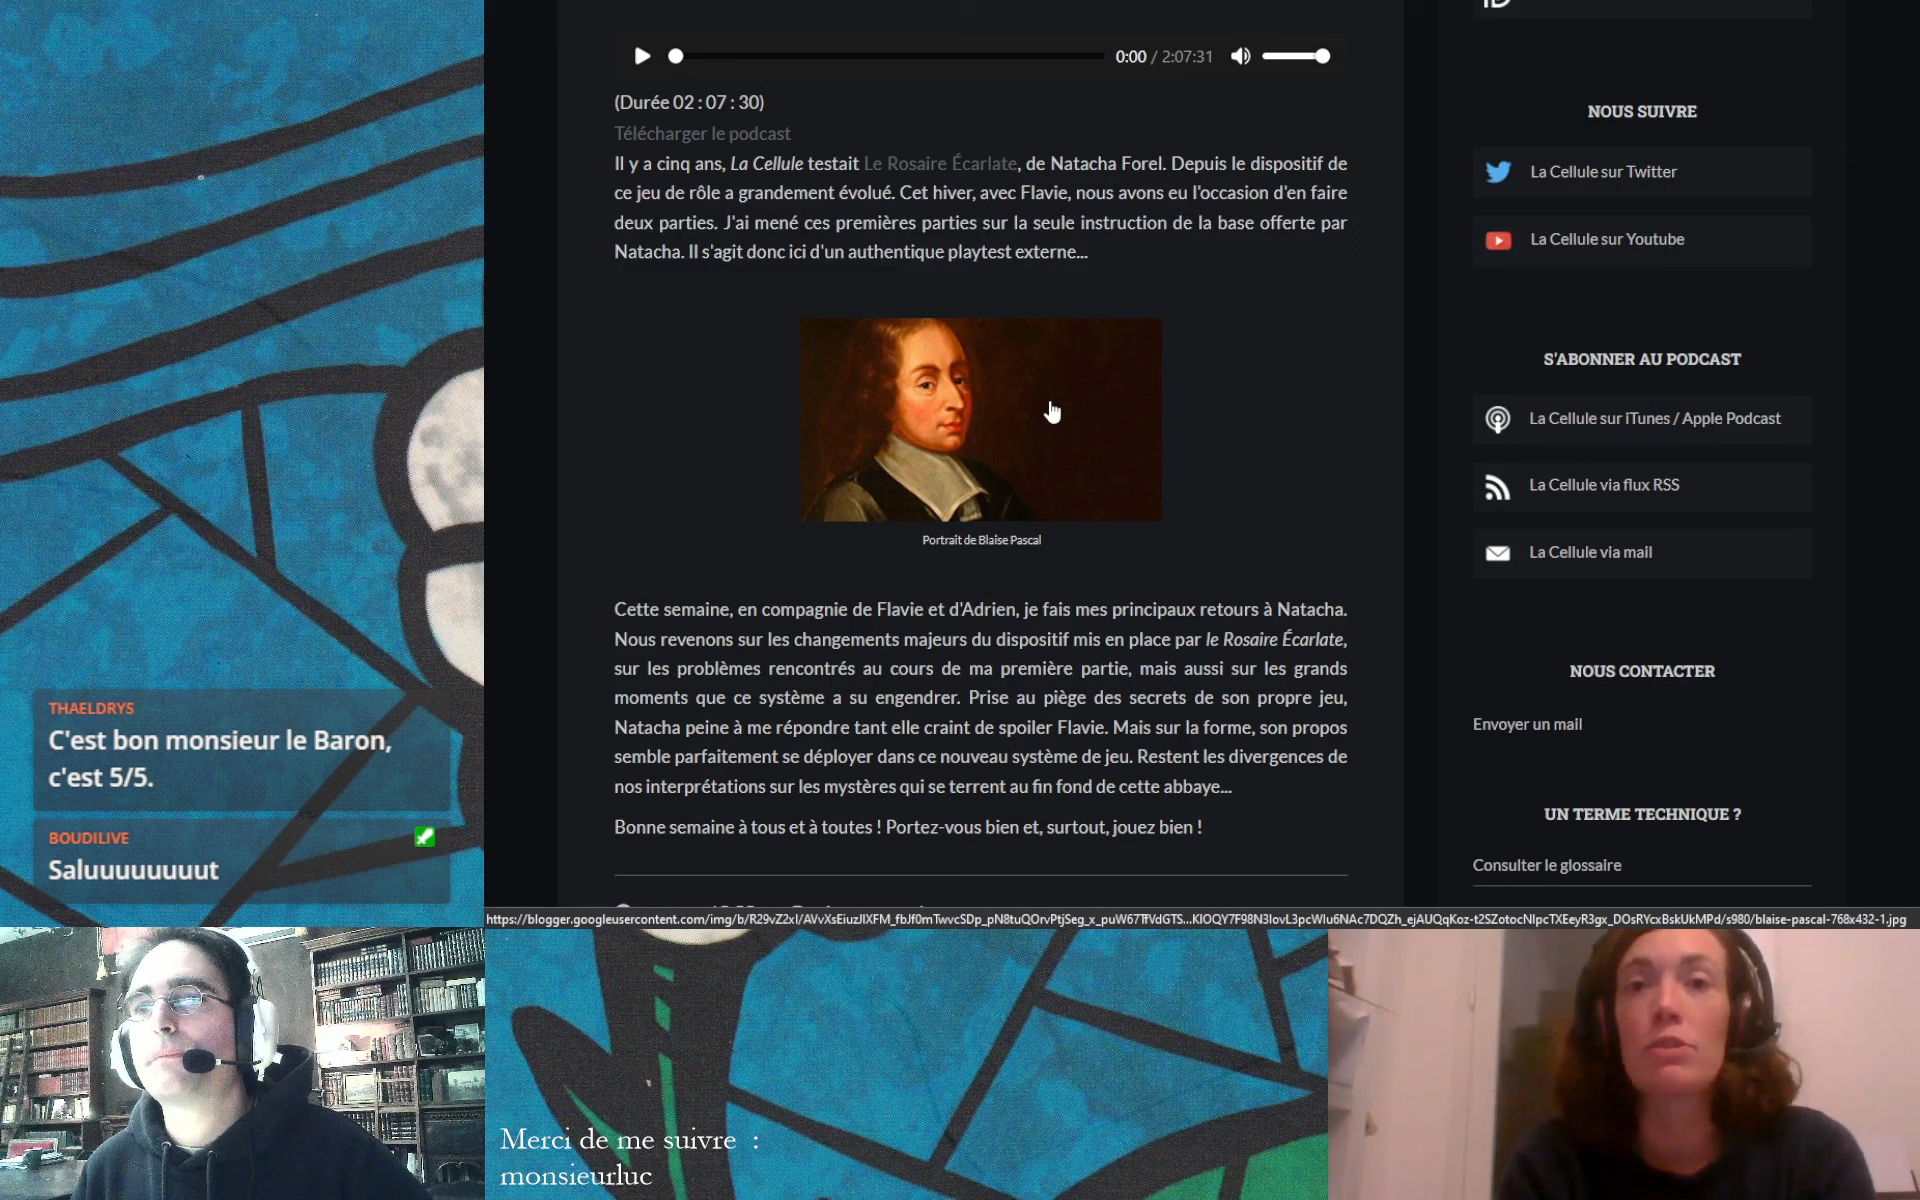 0:00 / 2:07:31
(Durée 02 : 07 : 30)
Télécharger le podcast
Il y a cinq ans, La Cellule testait Le Rosaire Écarlate, de Natacha Forel. Depuis le dispositif de
ce jeu de rôle a grandement évolué. Cet hiver, avec Flavie, nous avons eu l'occasion d'en faire
deux parties. J'ai mené ces premières parties sur la seule instruction de la base offerte par
Natacha. Il s'agit donc ici d'un authentique playtest externe...
Portrait de Blaise Pascal
Cette semaine, en compagnie de Flavie et d'Adrien, je fais mes principaux retours à Natacha.
Nous revenons sur les changements majeurs du dispositif mis en place par le Rosaire Écarlate,
sur les problèmes rencontrés au cours de ma première partie, mais aussi sur les grands
moments que ce système a su engendrer. Prise au piège des secrets de son propre jeu,
Natacha peine à me répondre tant elle craint de spoiler Flavie. Mais sur la forme, son propos
semble parfaitement se déployer dans ce nouveau système de jeu. Restent les divergences de
nos interprétations sur les mystères qui se terrent au fin fond de cette abbaye...
Bonne semaine à tous et à toutes ! Portez-vous bien et, surtout, jouez bien !
NOUS SUIVRE
La Cellule sur Twitter
La Cellule sur Youtube
S'ABONNER AU PODCAST
La Cellule sur iTunes / Apple Podcast
La Cellule via flux RSS
La Cellule via mail
NOUS CONTACTER
Envoyer un mail
UN TERME TECHNIQUE ?
Consulter le glossaire
THAELDRYS
C'est bon monsieur le Baron,
c'est 5/5.
BOUDILIVE
Saluuuuuuuut
Merci de me suivre :
monsieurluc